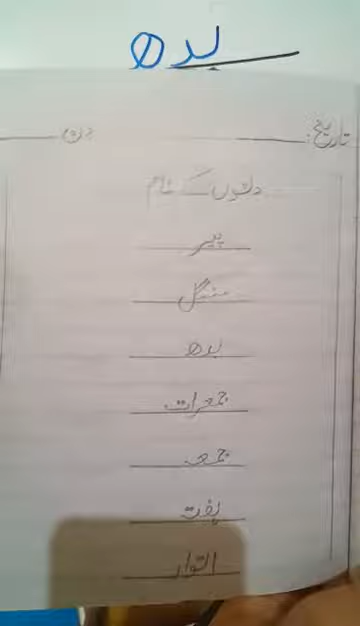 بدھ
تاریخ: دن
دنوں کے نام
پیر
منگل
بدھ
جمعرات
جمعہ
ہفتہ
اتوار